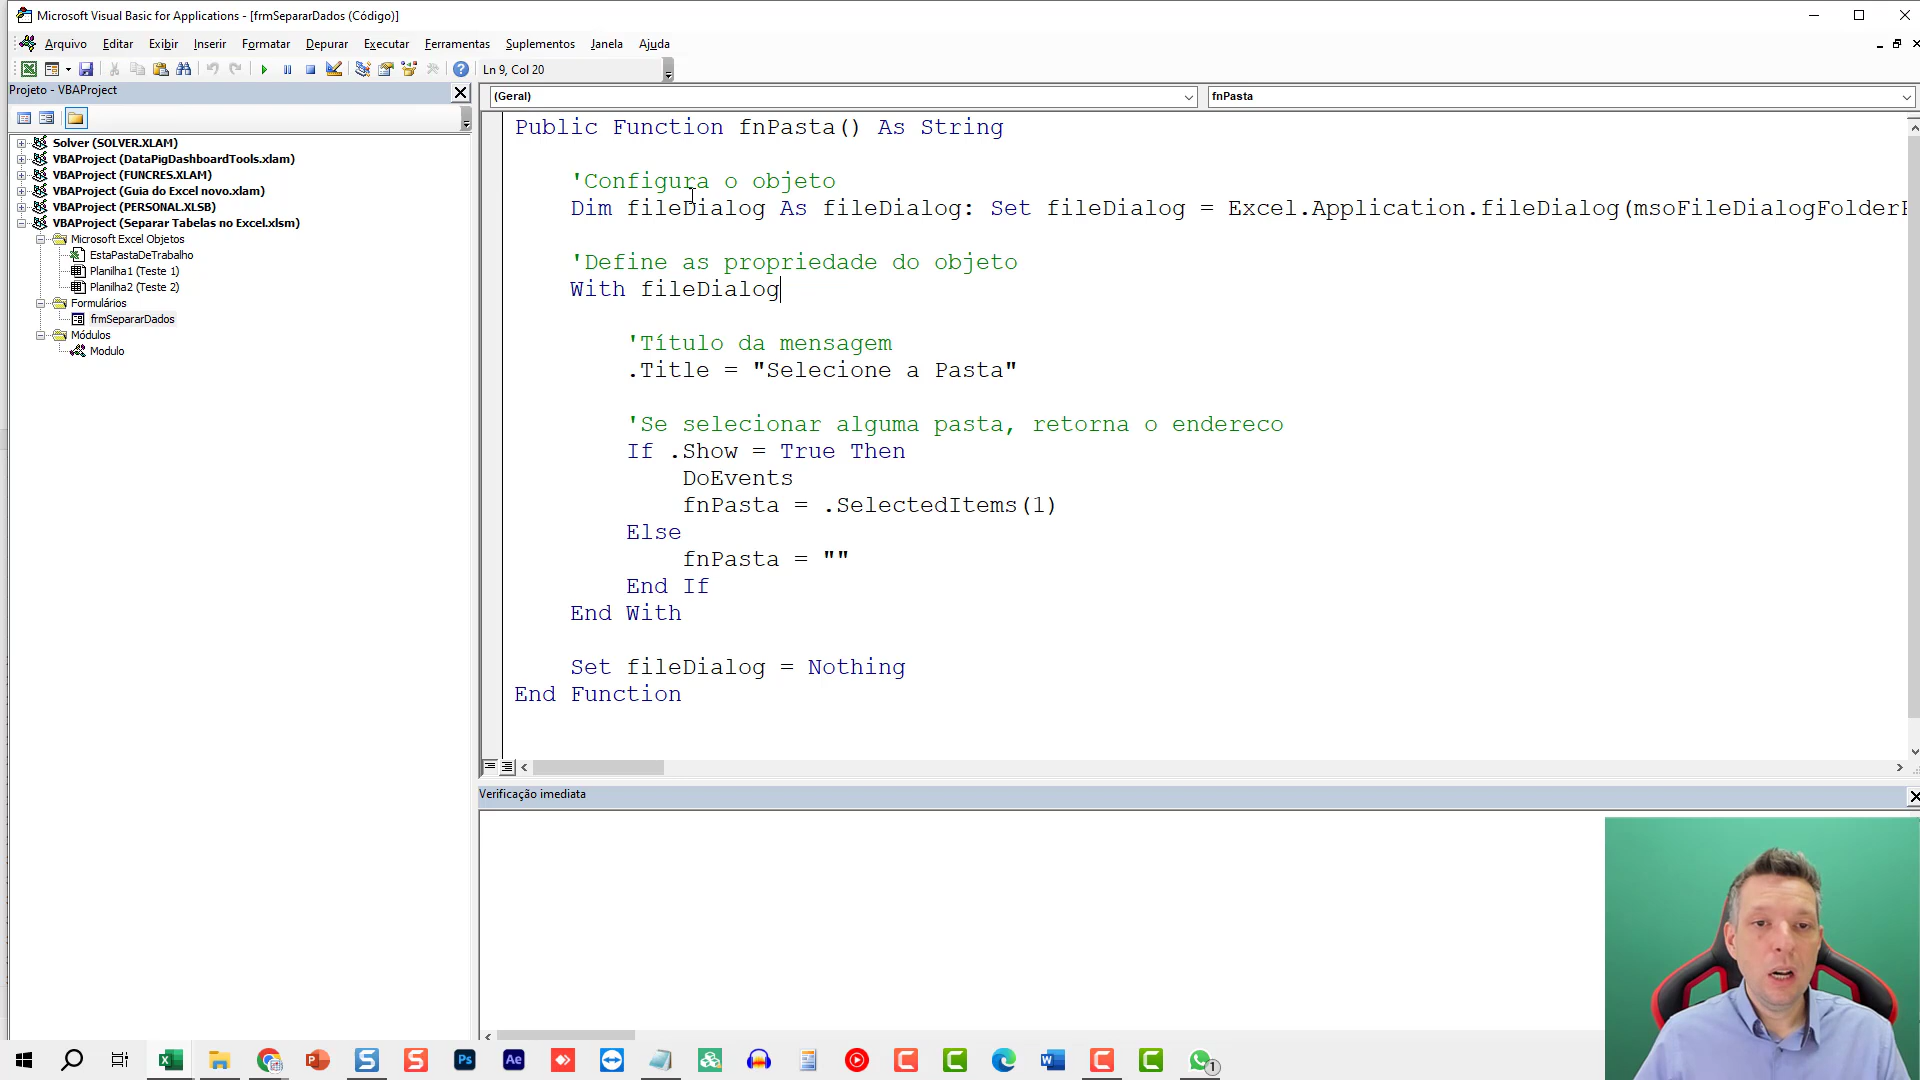 Microsoft Visual Basic for Applications - [frmSepararDados (Código)]
Arquivo Editar Exibir Inserir Formatar Depurar Executar Ferramentas Suplementos Janela Ajuda
Ln 9, Col 20
Projeto - VBAProject
Solver (SOLVER.XLAM)
VBAProject (DataPigDashboardTools.xlam)
VBAProject (FUNCRES.XLAM)
VBAProject (Guia do Excel novo.xlam)
VBAProject (PERSONAL.XLSB)
VBAProject (Separar Tabelas no Excel.xlsm)
Microsoft Excel Objetos
EstaPastaDeTrabalho
Planilha1 (Teste 1)
Planilha2 (Teste 2)
Formulários
frmSepararDados
Módulos
Modulo
(Geral)
fnPasta
Public Function fnPasta() As String
'Configura o objeto
Dim fileDialog As fileDialog: Set fileDialog = Excel.Application.fileDialog(msoFileDialogFolder
'Define as propriedade do objeto
With fileDialog
'Título da mensagem
.Title = "Selecione a Pasta"
'Se selecionar alguma pasta, retorna o endereco
If .Show = True Then
DoEvents
fnPasta = .SelectedItems(1)
Else
fnPasta = ""
End If
End With
Set fileDialog = Nothing
End Function
Verificação imediata
S
S
Ps
Ae
C
C
W
C
C
1